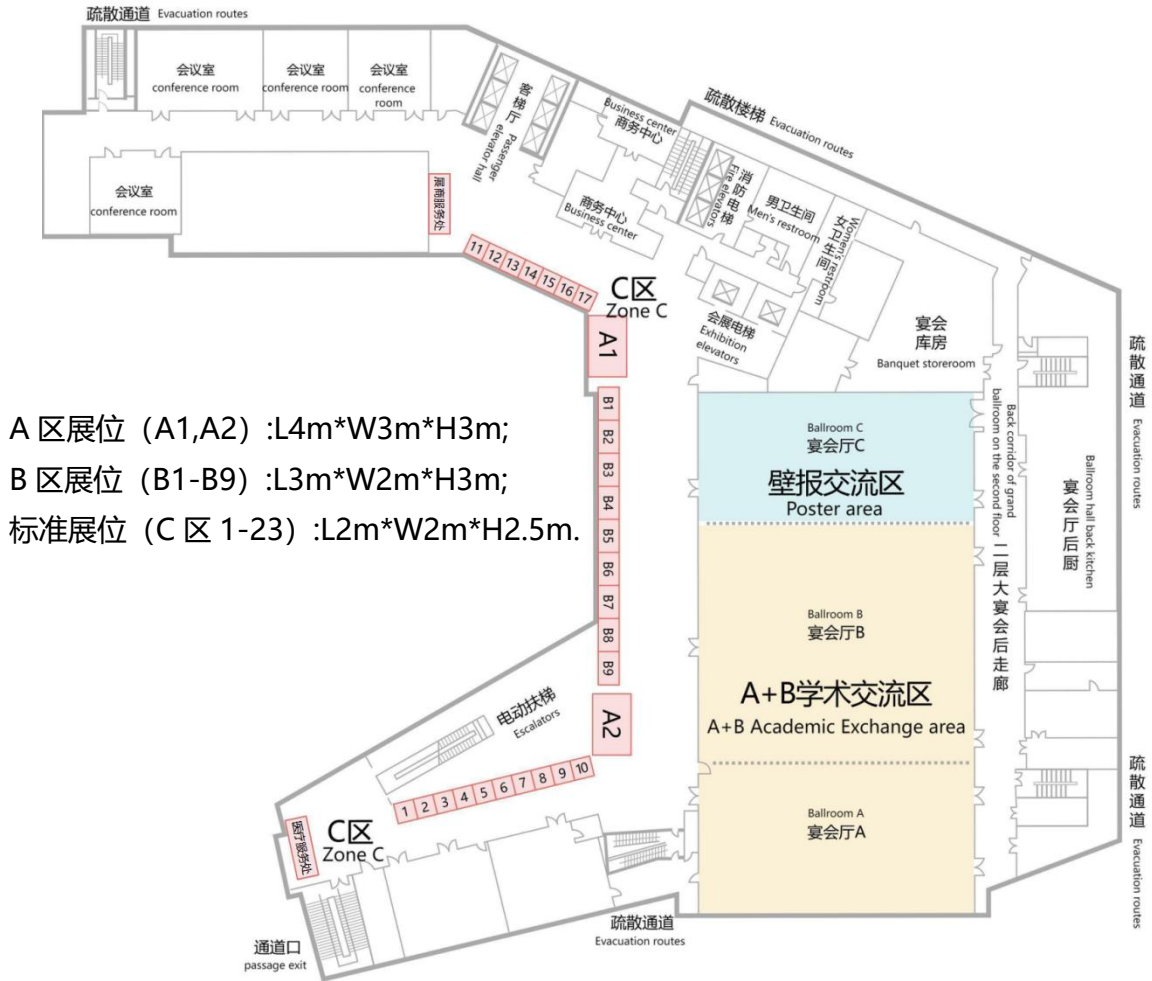 疏散通道 Evacuation routes
会议室
conference room
会议室
conference room
会议室
conference
room
客梯厅
Passenger
elevator hall
Business center
商务中心
疏散楼梯 Evacuation routes
会议室
conference room
展商服务处
商务中心
Business center
消防电梯
Fire elevators
男卫生间
Men's restroom
女卫生间
Women's restroom
11 12 13 14 15 16 17
C区
Zone C
A1
会展电梯
Exhibition
elevators
宴会
库房
Banquet storeroom
疏散通道
Evacuation routes
A 区展位（A1,A2）:L4m*W3m*H3m;
B 区展位（B1-B9）:L3m*W2m*H3m;
标准展位（C 区 1-23）:L2m*W2m*H2.5m.
B1
B2
B3
B4
B5
B6
B7
B8
B9
Ballroom C
宴会厅C
壁报交流区
Poster area
Back corridor of grand
ballroom on the second floor
二层大宴会后走廊
Ballroom hall back kitchen
宴会厅后厨
Ballroom B
宴会厅B
A+B学术交流区
A+B Academic Exchange area
A2
电动扶梯
Escalators
1 2 3 4 5 6 7 8 9 10
Ballroom A
宴会厅A
疏散通道
Evacuation routes
医疗服务处
C区
Zone C
疏散通道
Evacuation routes
通道口
passage exit